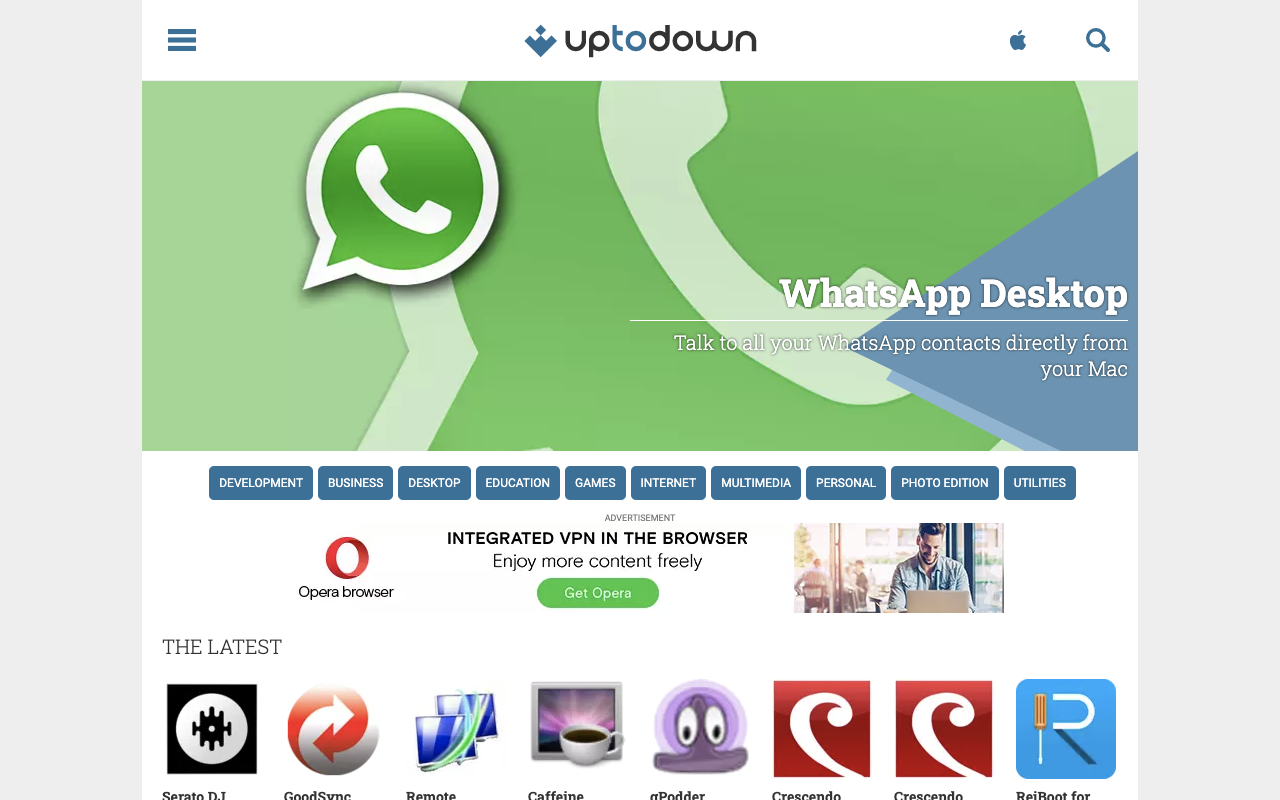 uptodown
WhatsApp Desktop
Talk to all your WhatsApp contacts directly from
your Mac
DEVELOPMENT BUSINESS DESKTOP EDUCATION GAMES INTERNET MULTIMEDIA PERSONAL PHOTO EDITION UTILITIES
ADVERTISEMENT
INTEGRATED VPN IN THE BROWSER
Enjoy more content freely
Get Opera
Opera browser
THE LATEST
Serato DJ GoodSync Remote Caffeine gPodder Crescendo Crescendo ReiBoot for